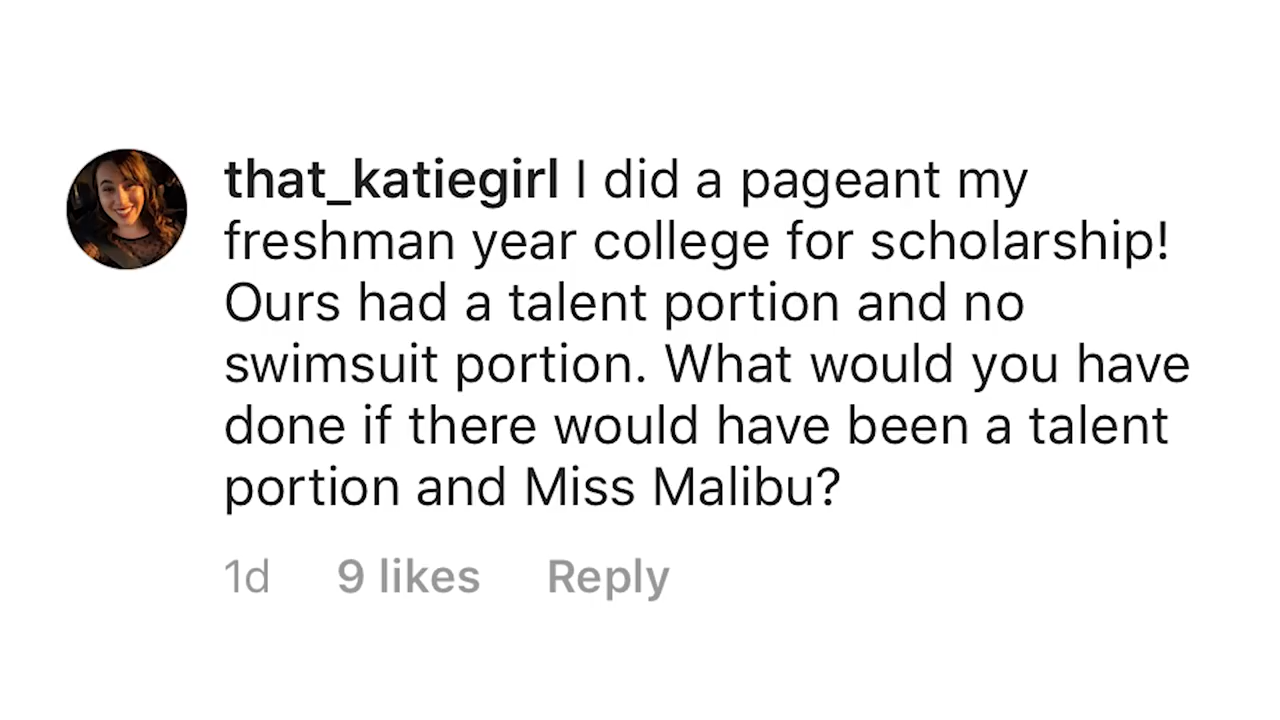 that_katiegirl I did a pageant my
freshman year college for scholarship!
Ours had a talent portion and no
swimsuit portion. What would you have
done if there would have been a talent
portion and Miss Malibu?
1d 9 likes Reply